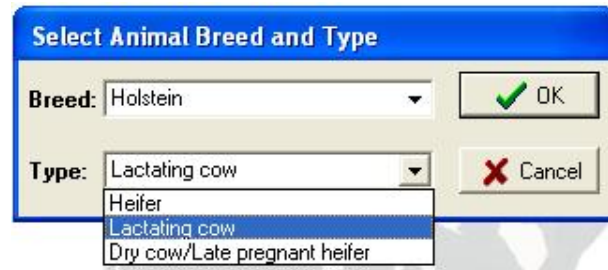 Select Animal Breed and Type
Breed: Holstein OK
Type: Lactating cow Cancel
Heifer
Lactating cow
Dry cow/Late pregnant heifer